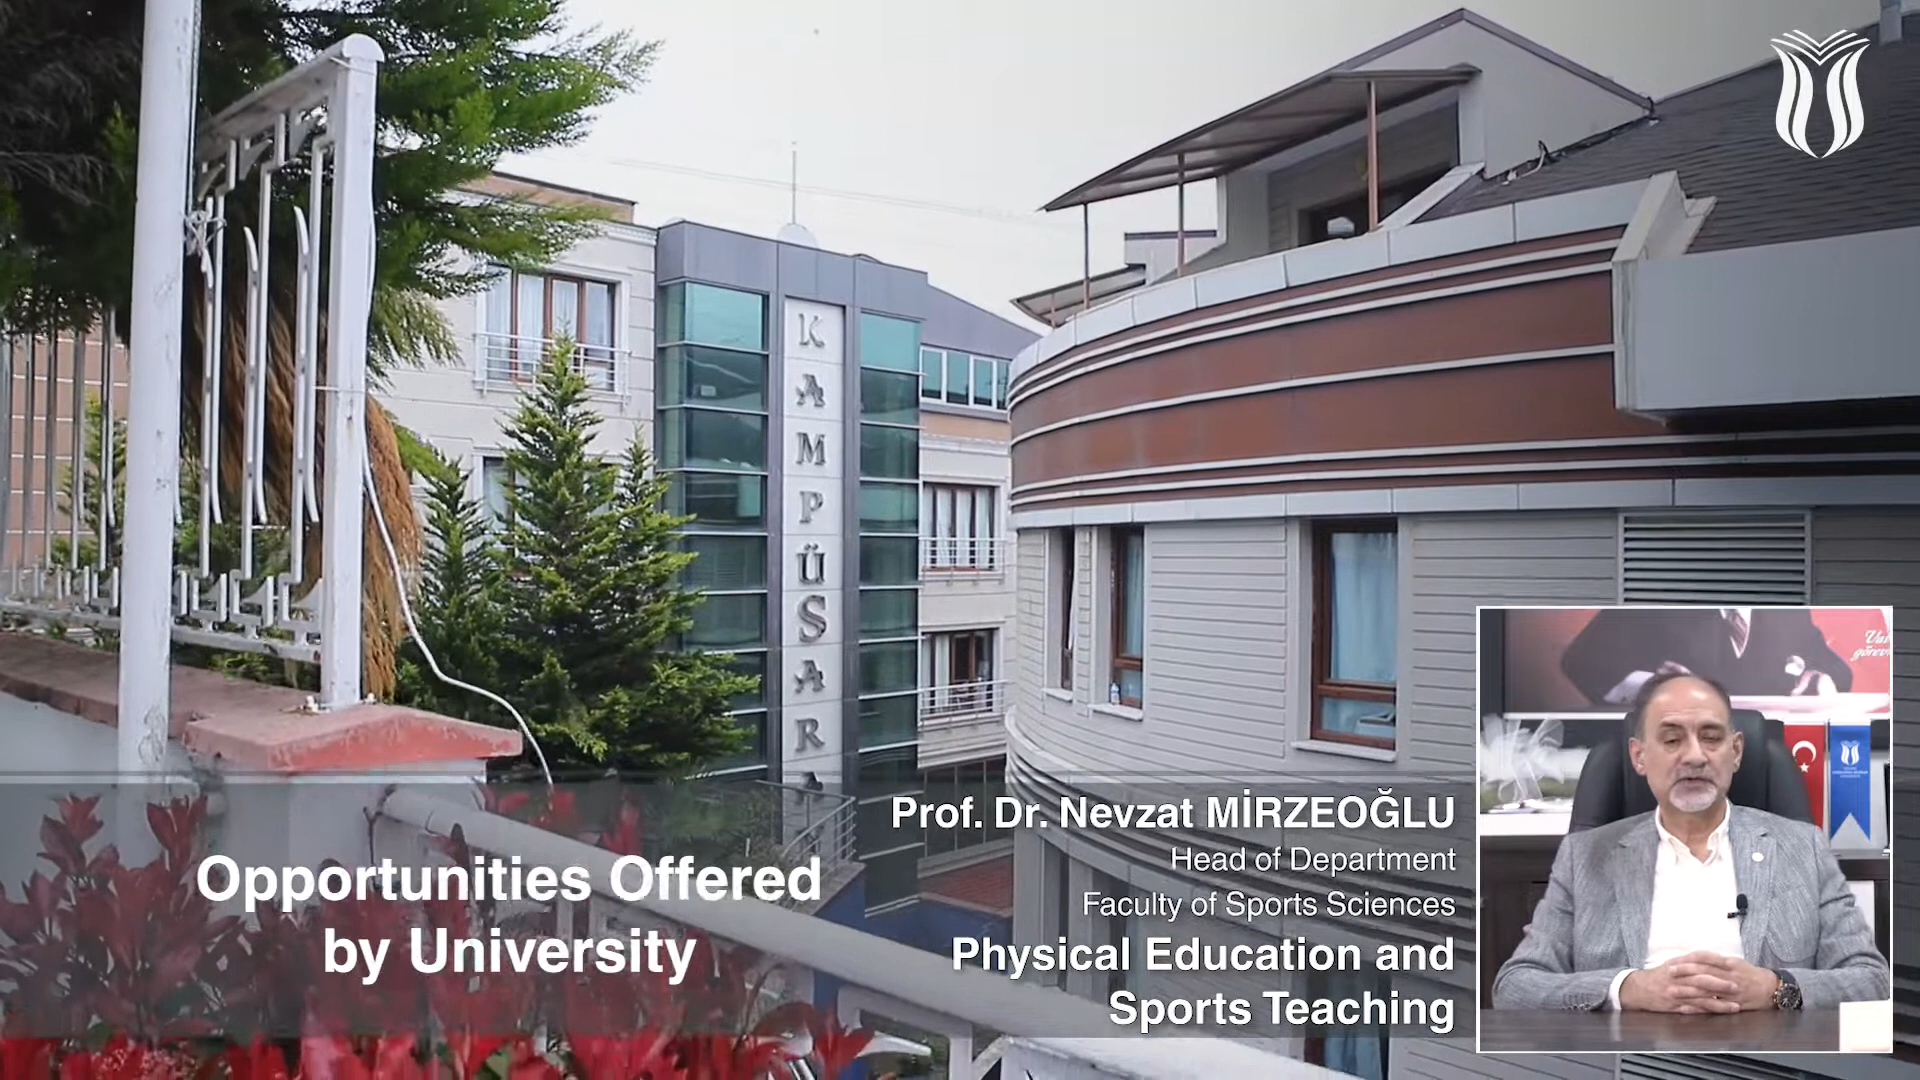 KAMPÜSARA
Opportunities Offered
by University
Prof. Dr. Nevzat MİRZEOĞLU
Head of Department
Faculty of Sports Sciences
Physical Education and
Sports Teaching